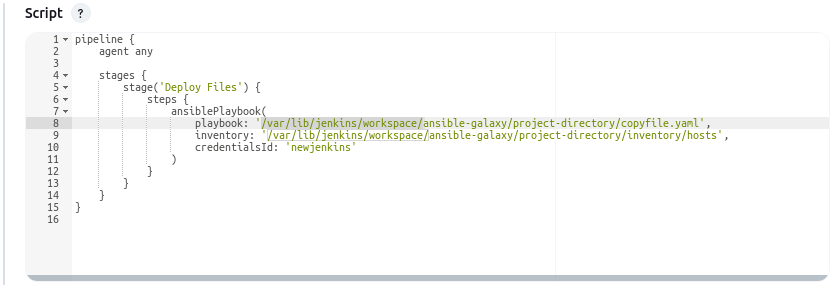 Script ?
1 pipeline {
2     agent any
3
4     stages {
5         stage('Deploy Files') {
6             steps {
7                 ansiblePlaybook(
8                     playbook: '/var/lib/jenkins/workspace/ansible-galaxy/project-directory/copyfile.yaml',
9                     inventory: '/var/lib/jenkins/workspace/ansible-galaxy/project-directory/inventory/hosts',
10                     credentialsId: 'newjenkins'
11                 )
12             }
13         }
14     }
15 }
16